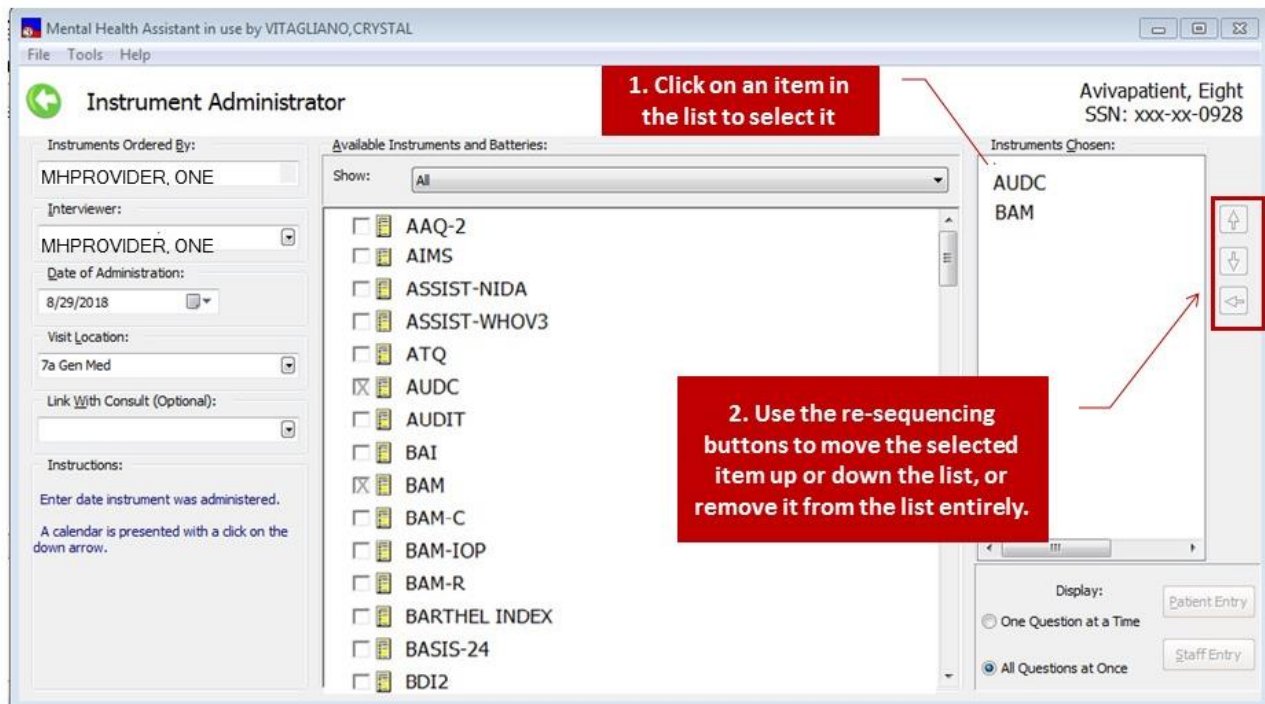 Mental Health Assistant in use by VITAGLIANO,CRYSTAL
File Tools Help
Instrument Administrator
1. Click on an item in
the list to select it
Avivapatient, Eight
SSN: xxx-xx-0928
Instruments Ordered By:
MHPROVIDER, ONE
Interviewer:
MHPROVIDER, ONE
Date of Administration:
8/29/2018
Visit Location:
7a Gen Med
Link With Consult (Optional):
Instructions:
Enter date instrument was administered.
A calendar is presented with a click on the
down arrow.
Available Instruments and Batteries:
Show: All
AAQ-2
AIMS
ASSIST-NIDA
ASSIST-WHOV3
ATQ
AUDC
AUDIT
BAI
BAM
BAM-C
BAM-IOP
BAM-R
BARTHEL INDEX
BASIS-24
BDI2
Instruments Chosen:
AUDC
BAM
2. Use the re-sequencing
buttons to move the selected
item up or down the list, or
remove it from the list entirely.
Display:
One Question at a Time
All Questions at Once
Patient Entry
Staff Entry